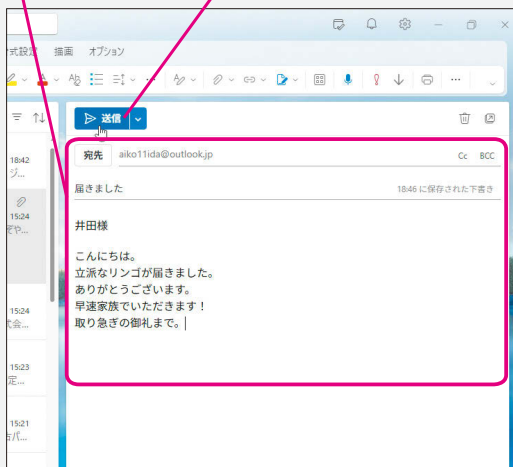 式設定 描画 オプション
送信
18:42
ジ...
宛先 aiko11ida@outlook.jp Cc BCC
届きました 18:46 に保存された下書き
15:24
ぞや...
井田様
こんにちは。
立派なリンゴが届きました。
ありがとうございます。
早速家族でいただきます！
取り急ぎの御礼まで。
15:24
式会...
15:23
定...
15:21
古パ...